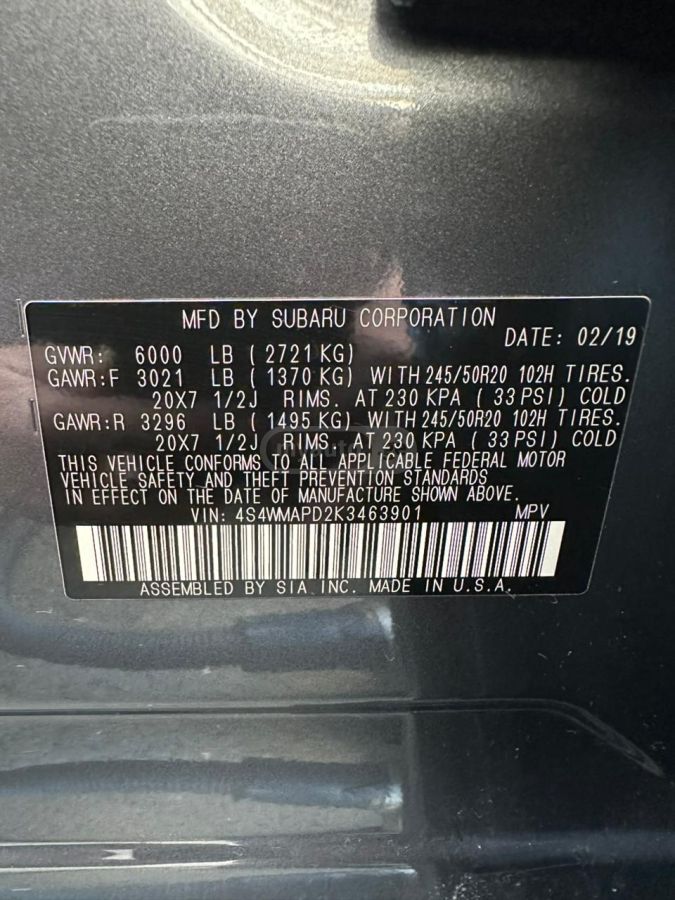 MFD BY SUBARU CORPORATION
DATE: 02/19
GVWR: 6000 LB ( 2721 KG)
GAWR:F 3021 LB ( 1370 KG) WITH 245/50R20 102H TIRES.
20X7 1/2J RIMS. AT 230 KPA ( 33 PSI) COLD
GAWR:R 3296 LB ( 1495 KG) WITH 245/50R20 102H TIRES.
20X7 1/2J RIMS. AT 230 KPA ( 33 PSI) COLD
THIS VEHICLE CONFORMS TO ALL APPLICABLE FEDERAL MOTOR
VEHICLE SAFETY AND THEFT PREVENTION STANDARDS
IN EFFECT ON THE DATE OF MANUFACTURE SHOWN ABOVE.
VIN: 4S4WMAPD2K3463901 MPV
ASSEMBLED BY SIA INC. MADE IN U.S.A.